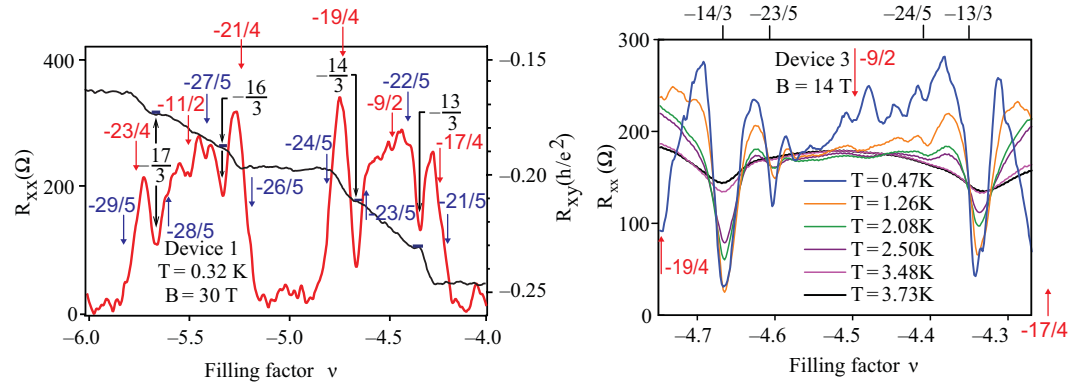 -19/4
-21/4
400
-27/5
-11/2
-23/4
-16/3
-14/3
-22/5
-9/2
-13/3
-17/4
−0.15
R_xx(Ω)
200
-17/3
-24/5
-26/5
-23/5
-21/5
−0.20
R_xy(h/e2)
-29/5
-28/5
Device 1
T = 0.32 K
B = 30 T
−0.25
0
-6.0
−5.5
−5.0
−4.5
−4.0
Filling factor ν
−14/3
−23/5
−24/5
−13/3
300
Device 3
B = 14 T
-9/2
200
R_xx (Ω)
100
0
T = 0.47K
T = 1.26K
T = 2.08K
T = 2.50K
T = 3.48K
T = 3.73K
-19/4
-17/4
−4.7
−4.6
−4.5
−4.4
−4.3
Filling factor ν